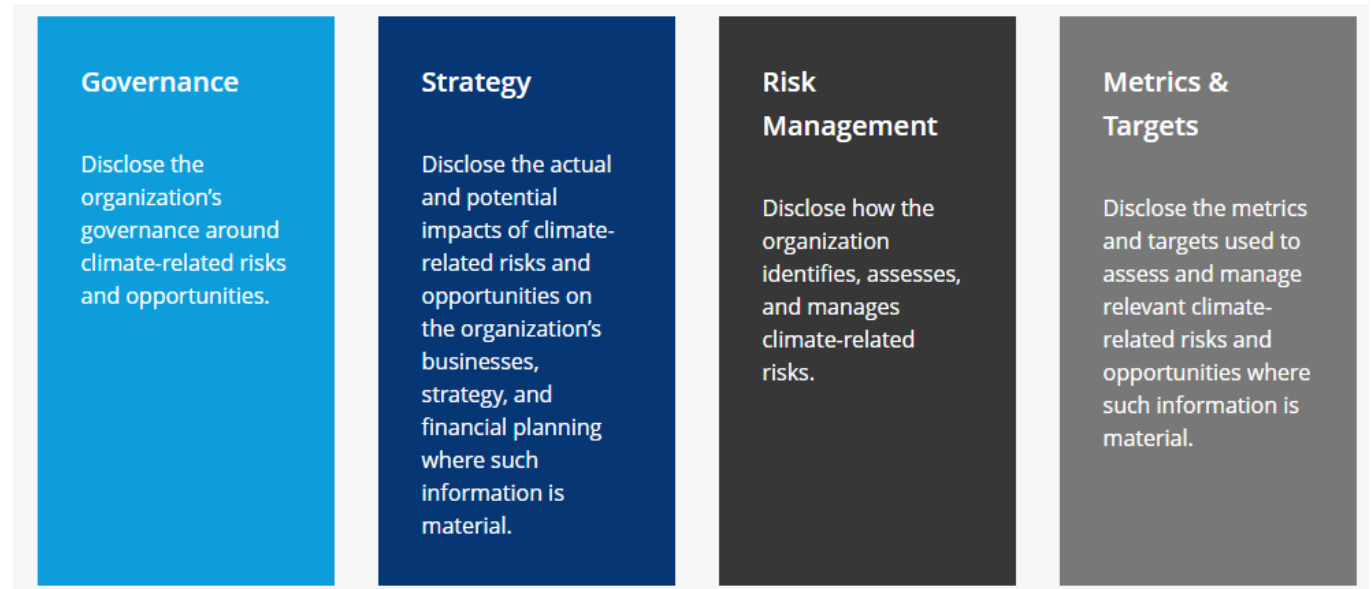 Governance
Disclose the
organization’s
governance around
climate-related risks
and opportunities.
Strategy
Disclose the actual
and potential
impacts of climate-
related risks and
opportunities on
the organization’s
businesses,
strategy, and
financial planning
where such
information is
material.
Risk
Management
Disclose how the
organization
identifies, assesses,
and manages
climate-related
risks.
Metrics &
Targets
Disclose the metrics
and targets used to
assess and manage
relevant climate-
related risks and
opportunities where
such information is
material.